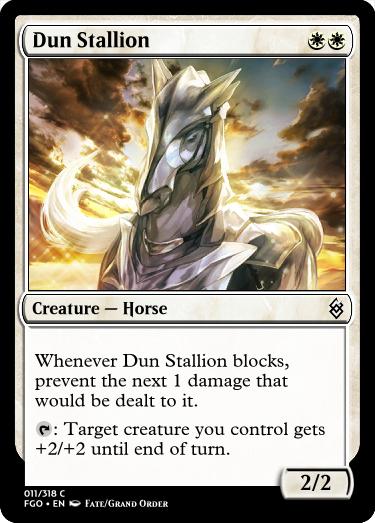 Dun Stallion
Creature — Horse
Whenever Dun Stallion blocks,
prevent the next 1 damage that
would be dealt to it.
: Target creature you control gets
+2/+2 until end of turn.
2/2
011/318 C
FGO • EN Fate/Grand Order